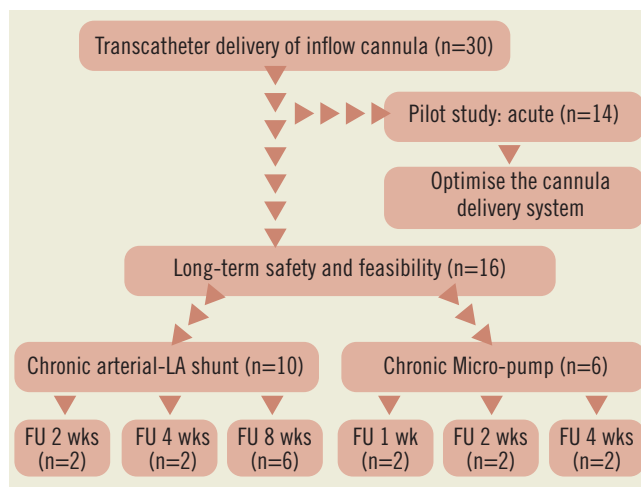 Transcatheter delivery of inflow cannula (n=30)
Pilot study: acute (n=14)
Optimise the cannula
delivery system
Long-term safety and feasibility (n=16)
Chronic arterial-LA shunt (n=10)
Chronic Micro-pump (n=6)
FU 2 wks
(n=2)
FU 4 wks
(n=2)
FU 8 wks
(n=6)
FU 1 wk
(n=2)
FU 2 wks
(n=2)
FU 4 wks
(n=2)